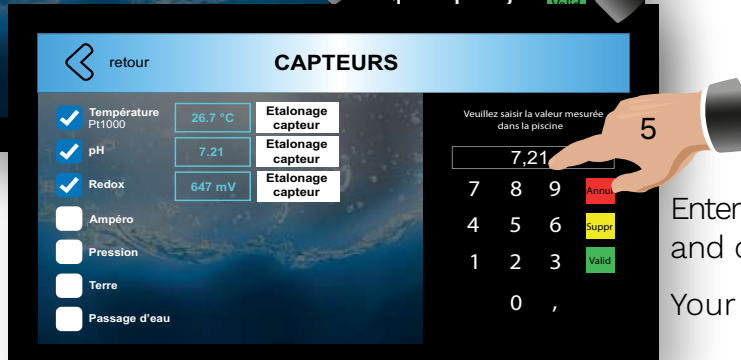 retour
CAPTEURS
Température
Pt1000
26.7 °C
Etalonage
capteur
pH
7.21
Etalonage
capteur
Redox
647 mV
Etalonage
capteur
Ampéro
Pression
Terre
Passage d'eau
Veuillez saisir la valeur mesurée
dans la piscine
7,21
7 8 9
4 5 6 Suppr
1 2 3 Valid
0 ,
5
Enter
Your